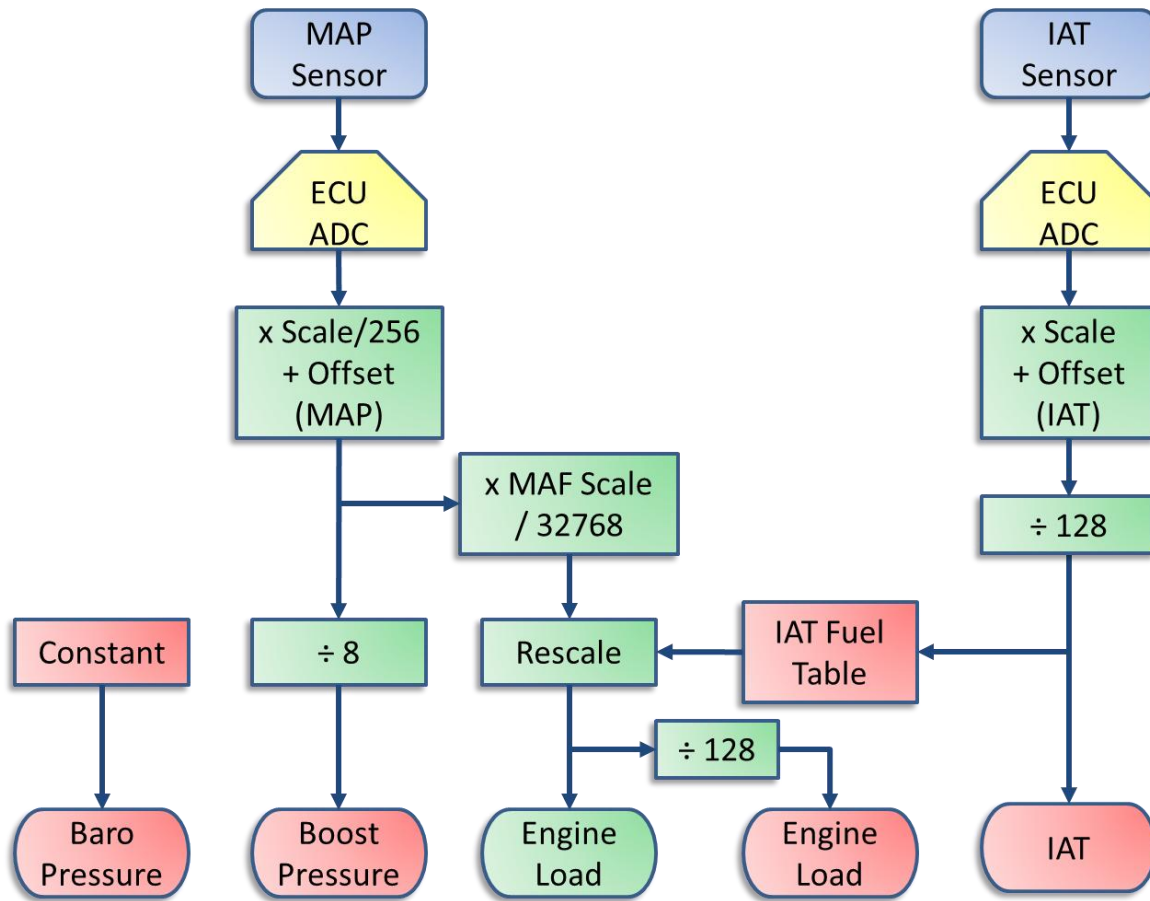 MAP
Sensor
IAT
Sensor
ECU
ADC
ECU
ADC
x Scale/256
+ Offset
(MAP)
x Scale
+ Offset
(IAT)
x MAF Scale
/ 32768
÷ 128
Constant
÷ 8
Rescale
IAT Fuel
Table
÷ 128
Baro
Pressure
Boost
Pressure
Engine
Load
Engine
Load
IAT